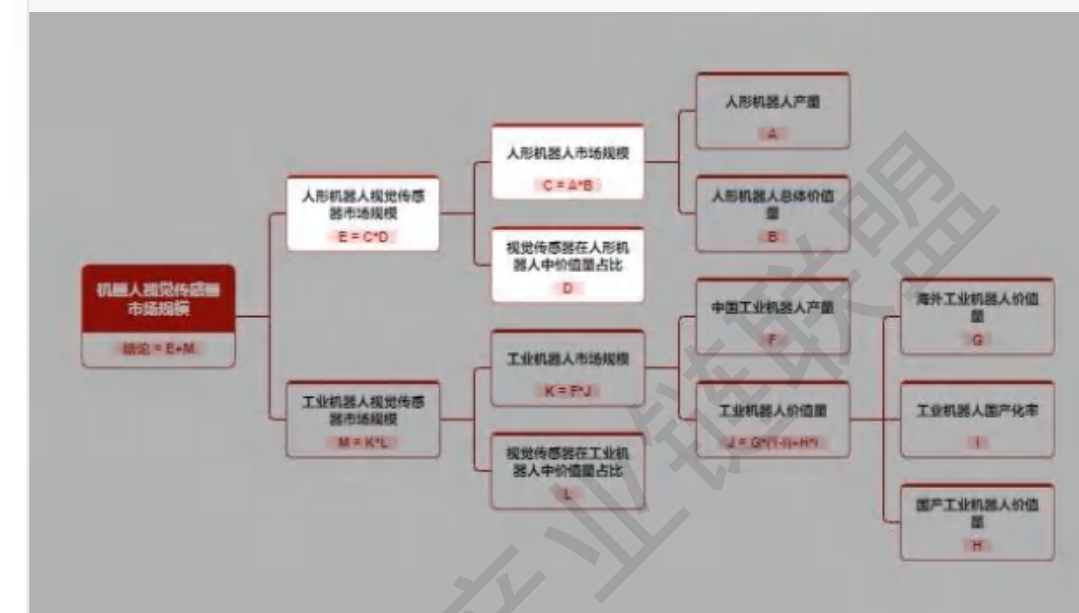 机器人视觉传感器
市场规模
结论 = E+M
人形机器人视觉传感
器市场规模
E = C*D
人形机器人市场规模
C = A*B
人形机器人产量
A
人形机器人总体价值
量
B
视觉传感器在人形机
器人中价值量占比
D
工业机器人视觉传感
器市场规模
M = K*L
工业机器人市场规模
K = F*J
中国工业机器人产量
F
工业机器人价值量
J = G*(1-I)+H*I
海外工业机器人价值
量
G
工业机器人国产化率
I
国产工业机器人价值
量
H
视觉传感器在工业机
器人中价值量占比
L
产业链联盟